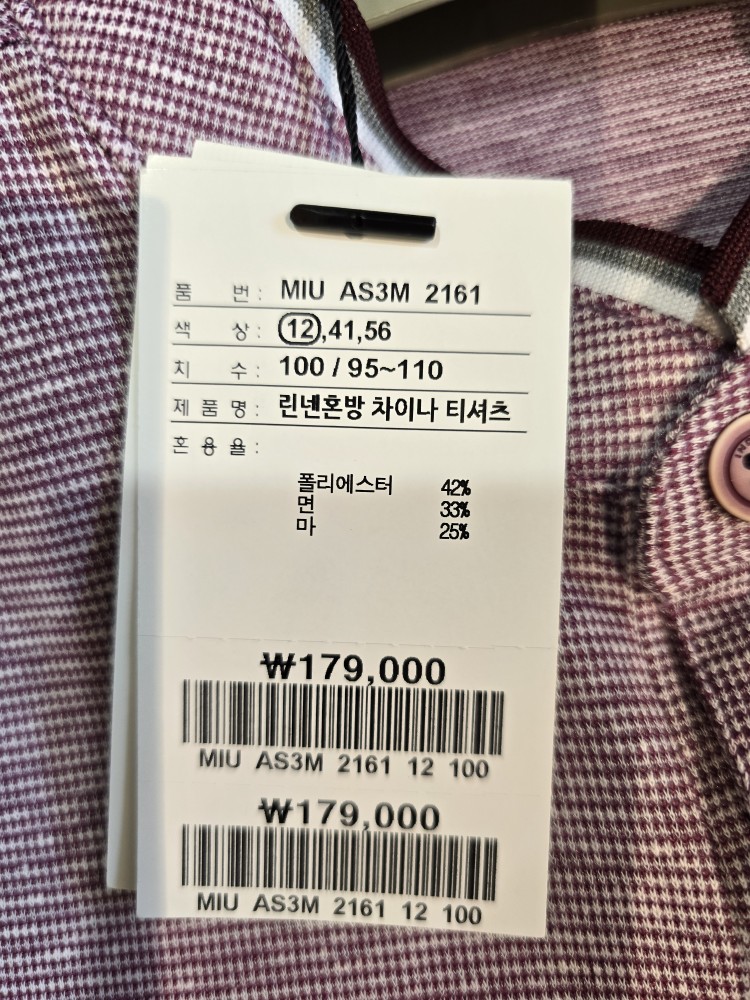 품 번 : MIU AS3M 2161
색 상 : 12,41,56
치 수 : 100 / 95~110
제 품 명 : 린넨혼방 차이나 티셔츠
혼 용 율 :
폴리에스터 42%
면 33%
마 25%
₩179,000
MIU AS3M 2161 12 100
₩179,000
MIU AS3M 2161 12 100